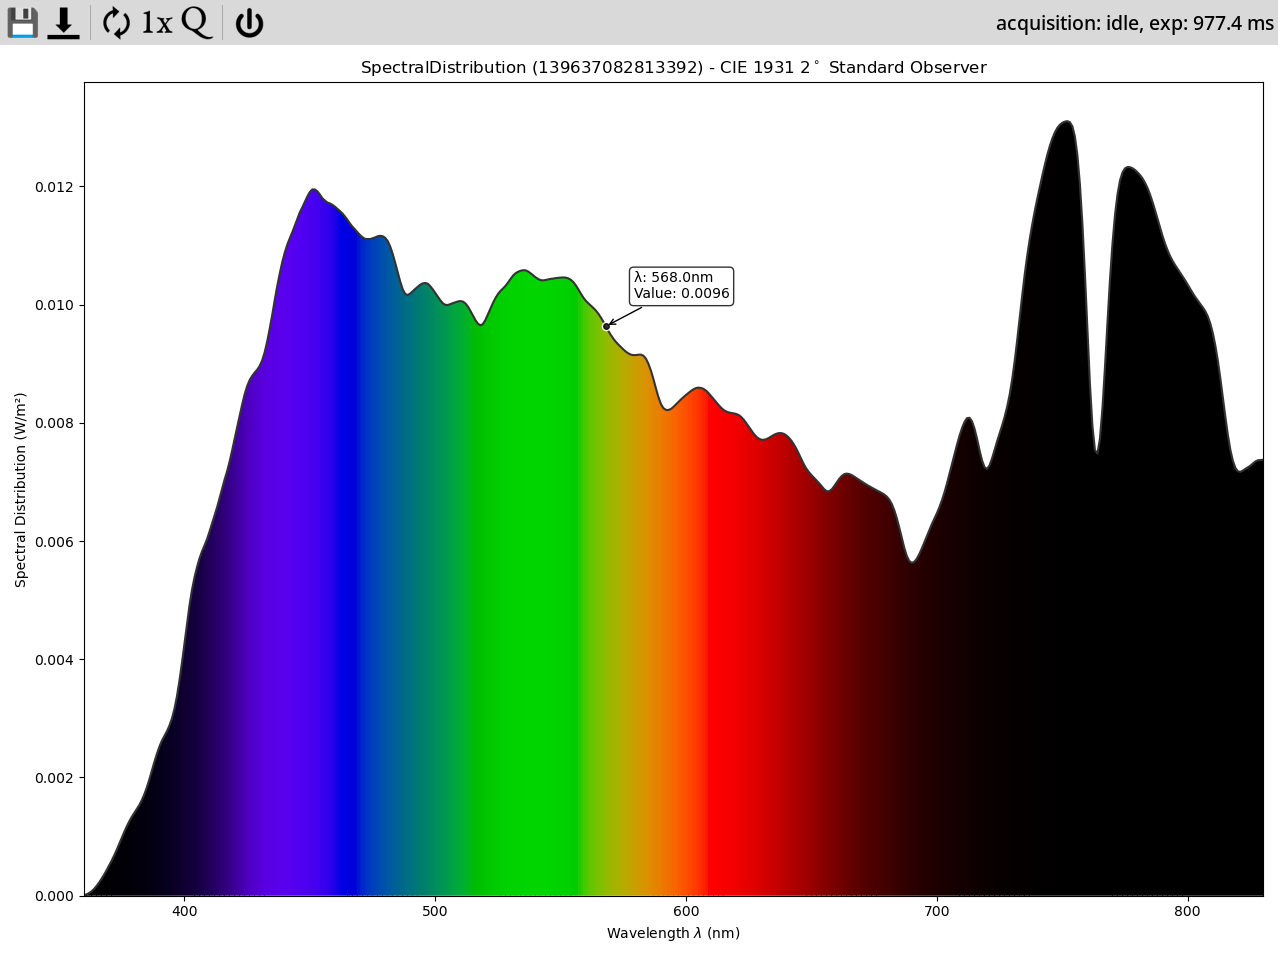 1x Q acquisition: idle, exp: 977.4 ms
SpectralDistribution (139637082813392) - CIE 1931 2° Standard Observer
0.012
0.010
0.008
0.006
0.004
0.002
0.000
Spectral Distribution (W/m²)
λ: 568.0nm
Value: 0.0096
400 500 600 700 800
Wavelength λ (nm)